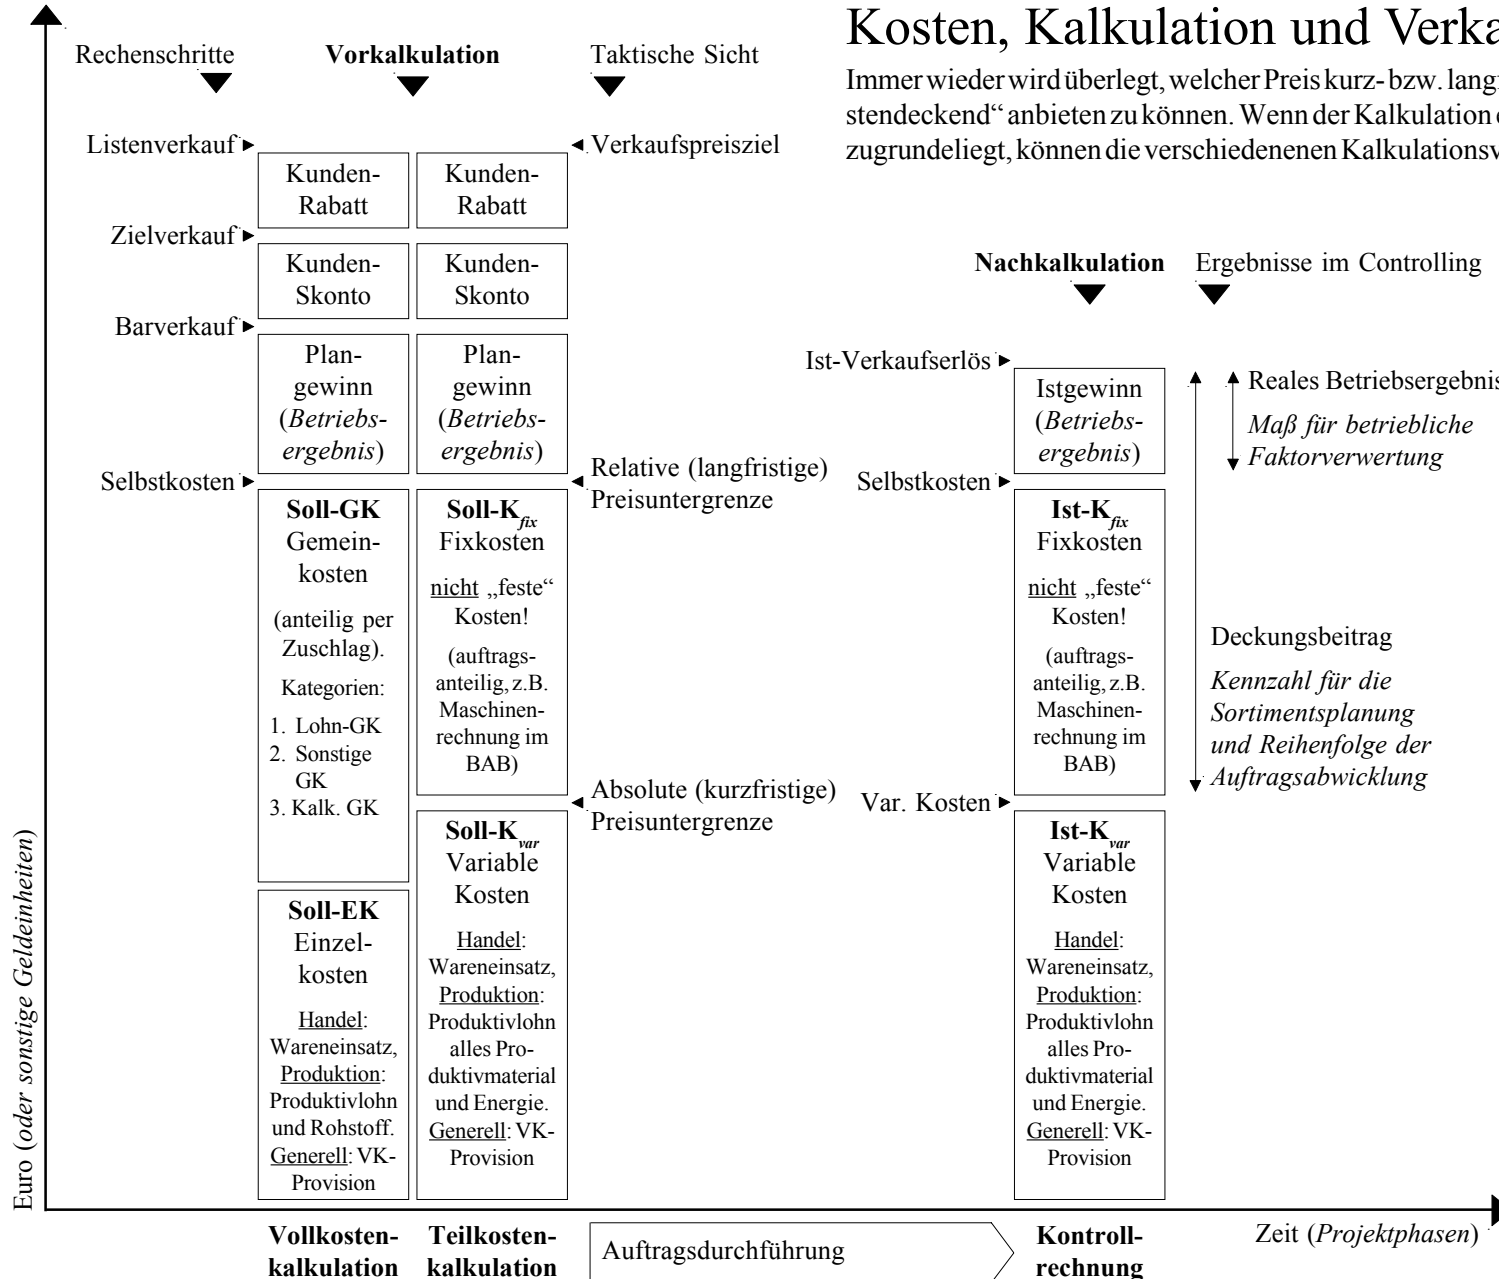 Kosten, Kalkulation und Verka
Immer wieder wird überlegt, welcher Preis kurz- bzw. langf
stendeckend“ anbieten zu können. Wenn der Kalkulation e
zugrundeliegt, können die verschiedenenen Kalkulationsv
Rechenschritte
Vorkalkulation
Taktische Sicht
Listenverkauf
Zielverkauf
Barverkauf
Selbstkosten
Kunden-
Rabatt
Kunden-
Skonto
Plan-
gewinn
(Betriebs-
ergebnis)
Soll-GK
Gemein-
kosten
(anteilig per
Zuschlag).
Kategorien:
1. Lohn-GK
2. Sonstige
GK
3. Kalk. GK
Soll-EK
Einzel-
kosten
Handel:
Wareneinsatz,
Produktion:
Produktivlohn
und Rohstoff.
Generell: VK-
Provision
Vollkosten-
kalkulation
Kunden-
Rabatt
Kunden-
Skonto
Plan-
gewinn
(Betriebs-
ergebnis)
Soll-Kfix
Fixkosten
nicht „feste“
Kosten!
(auftrags-
anteilig, z.B.
Maschinen-
rechnung im
BAB)
Soll-Kvar
Variable
Kosten
Handel:
Wareneinsatz,
Produktion:
Produktivlohn
alles Pro-
duktivmaterial
und Energie.
Generell: VK-
Provision
Teilkosten-
kalkulation
Verkaufspreisziel
Relative (langfristige)
Preisuntergrenze
Absolute (kurzfristige)
Preisuntergrenze
Auftragsdurchführung
Nachkalkulation
Ergebnisse im Controlling
Ist-Verkaufserlös
Selbstkosten
Var. Kosten
Istgewinn
(Betriebs-
ergebnis)
Ist-Kfix
Fixkosten
nicht „feste“
Kosten!
(auftrags-
anteilig, z.B.
Maschinen-
rechnung im
BAB)
Ist-Kvar
Variable
Kosten
Handel:
Wareneinsatz,
Produktion:
Produktivlohn
alles Pro-
duktivmaterial
und Energie.
Generell: VK-
Provision
Kontroll-
rechnung
Reales Betriebsergebnis
Maß für betriebliche
Faktorverwertung
Deckungsbeitrag
Kennzahl für die
Sortimentsplanung
und Reihenfolge der
Auftragsabwicklung
Zeit (Projektphasen)
Euro (oder sonstige Geldeinheiten)